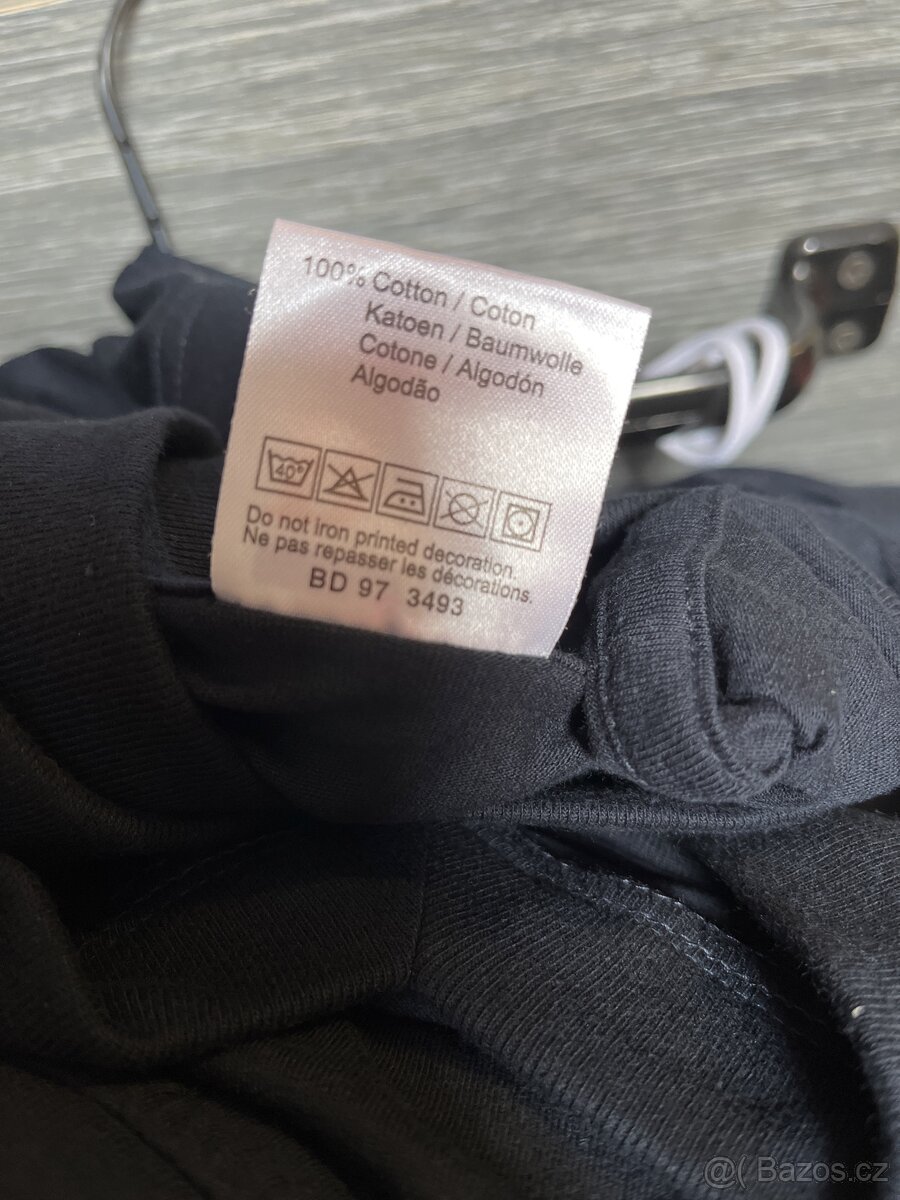 100% Cotton / Coton
Katoen / Baumwolle
Cotone / Algodón
Algodão
40°
Do not iron printed decoration.
Ne pas repasser les décorations.
BD 97 3493
@( Bazos.cz